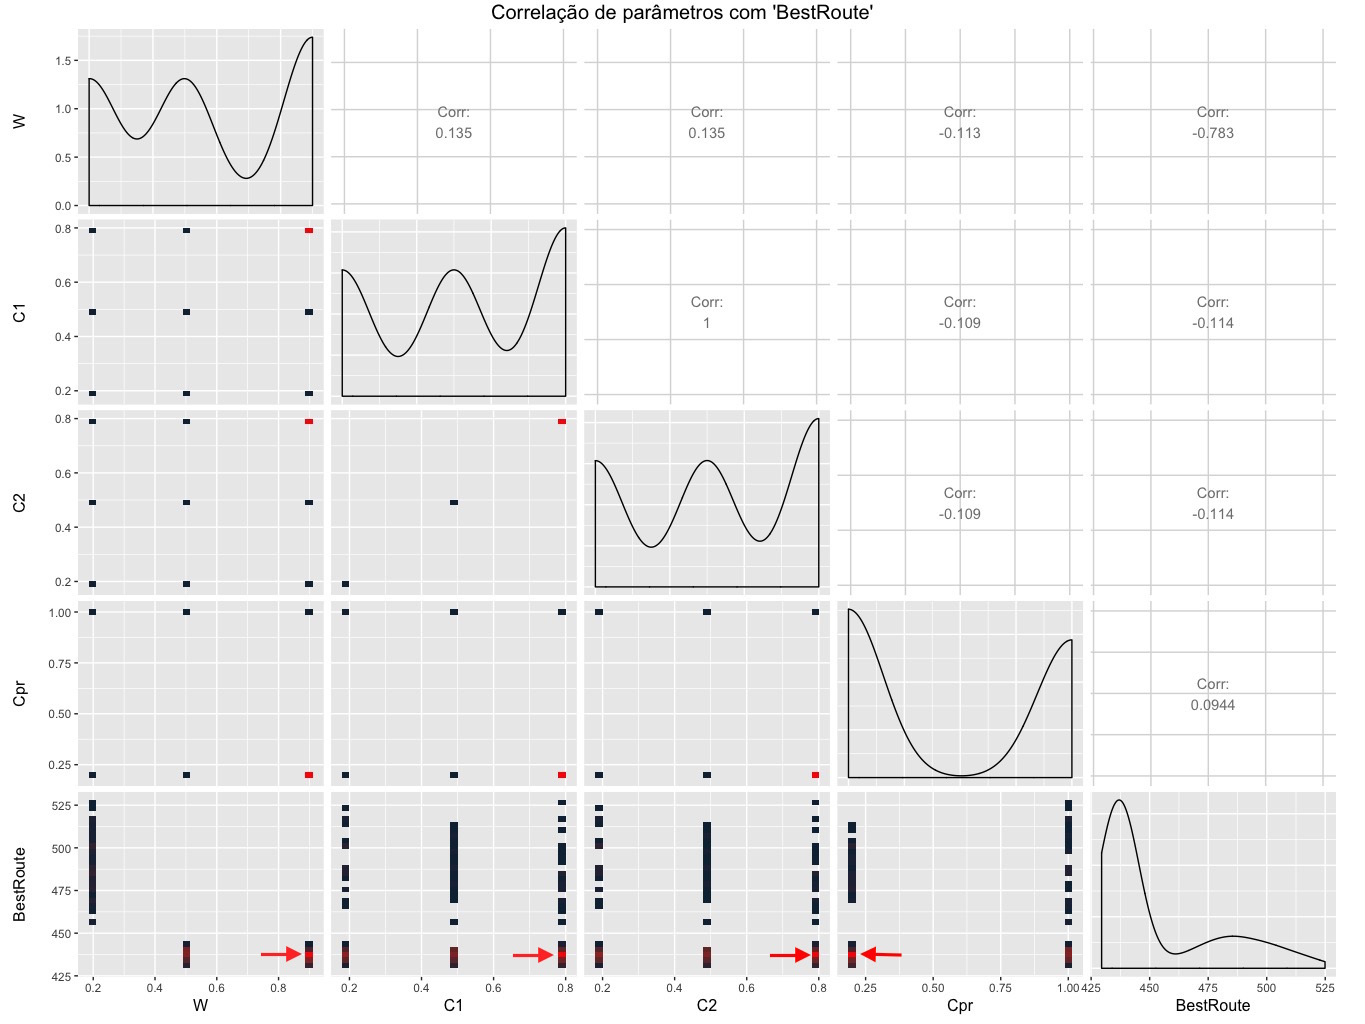 Correlação de parâmetros com 'BestRoute'
W
1.5
1.0
0.5
0.0
Corr:
0.135
Corr:
0.135
Corr:
-0.113
Corr:
-0.783
C1
0.8
0.6
0.4
0.2
Corr:
1
Corr:
-0.109
Corr:
-0.114
C2
0.8
0.6
0.4
0.2
Corr:
-0.109
Corr:
-0.114
Cpr
1.00
0.75
0.50
0.25
Corr:
0.0944
BestRoute
525
500
475
450
425
0.2 0.4 0.6 0.8
0.2 0.4 0.6 0.8
0.2 0.4 0.6 0.8
0.25 0.50 0.75 1.00
425 450 475 500 525
W C1 C2 Cpr BestRoute